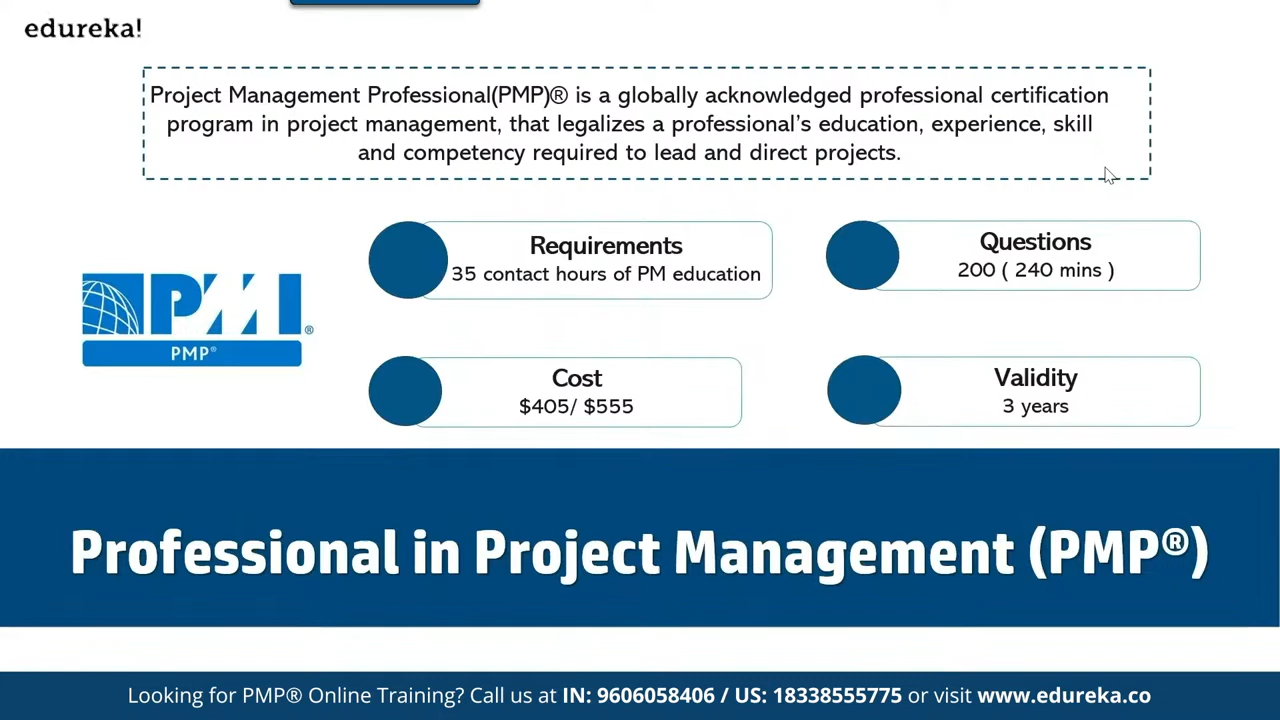 edureka!
Project Management Professional(PMP)® is a globally acknowledged professional certification
program in project management, that legalizes a professional's education, experience, skill
and competency required to lead and direct projects.
Requirements
35 contact hours of PM education
Questions
200 ( 240 mins )
PMI®
PMP®
Cost
$405/ $555
Validity
3 years
Professional in Project Management (PMP®)
Looking for PMP® Online Training? Call us at IN: 9606058406 / US: 18338555775 or visit www.edureka.co